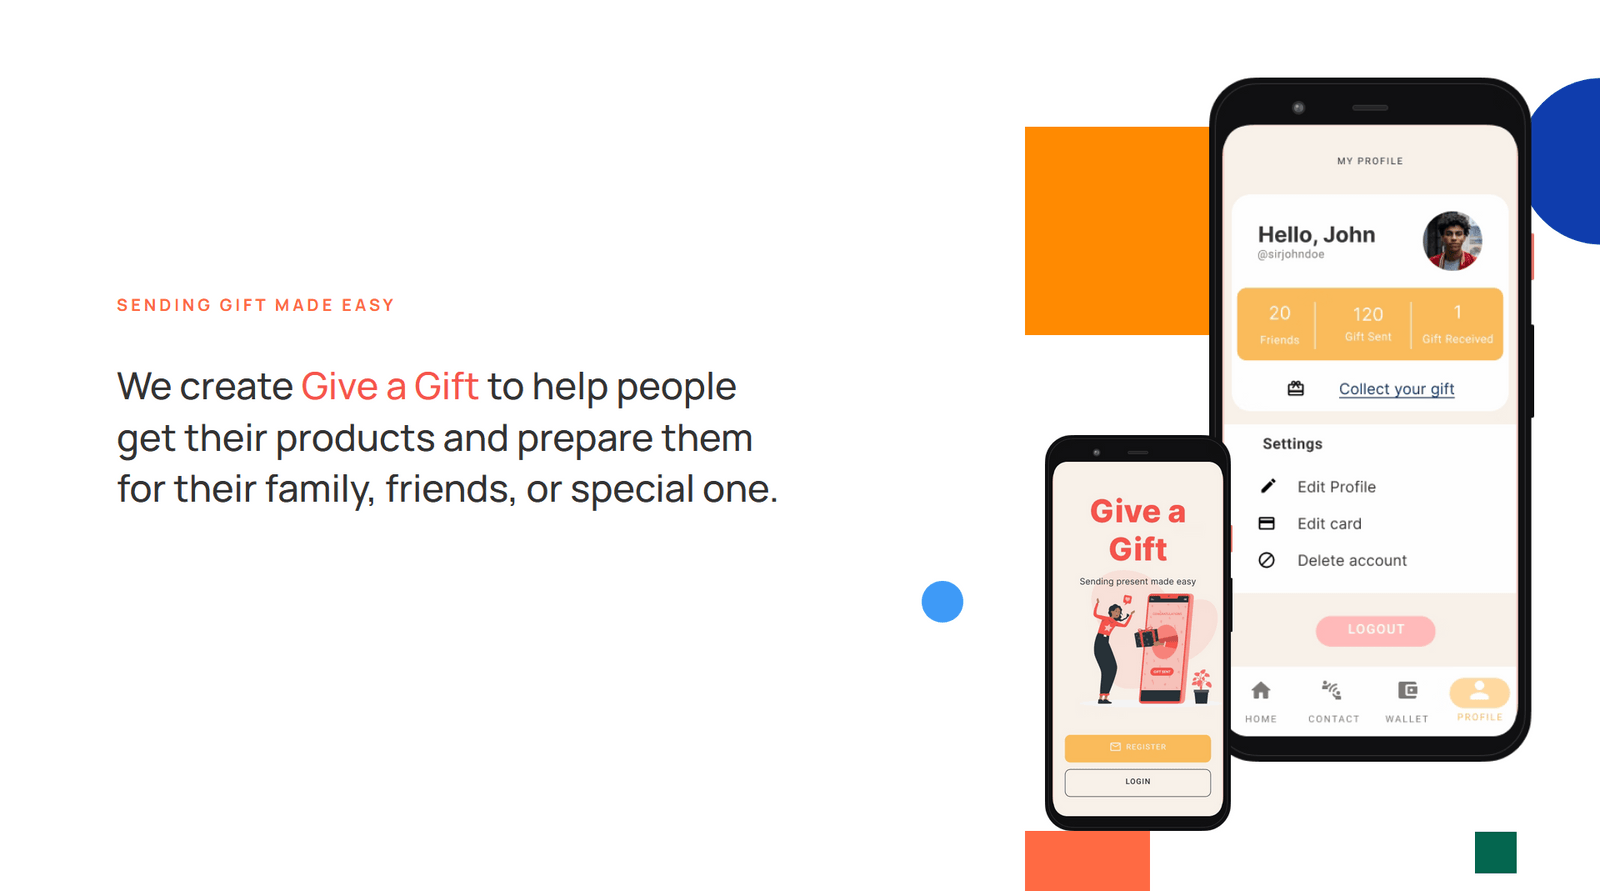 SENDING GIFT MADE EASY
We create Give a Gift to help people
get their products and prepare them
for their family, friends, or special one.
MY PROFILE
Hello, John
@sirjohndoe
20
Friends
120
Gift Sent
1
Gift Received
Collect your gift
Settings
Edit Profile
Edit card
Delete account
LOGOUT
HOME
CONTACT
WALLET
PROFILE
Give a
Gift
Sending present made easy
REGISTER
LOGIN